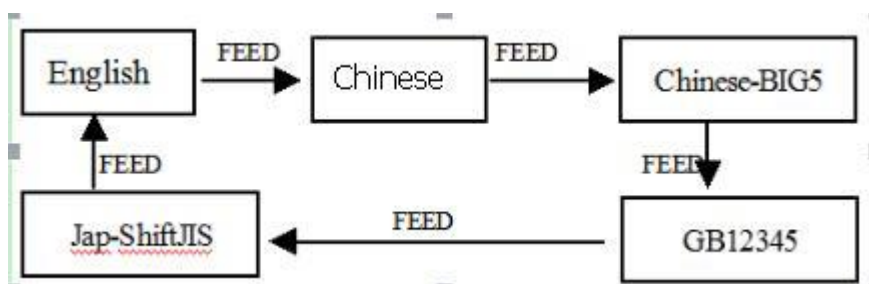 English
FEED
Chinese
FEED
Chinese-BIG5
FEED
FEED
Jap-ShiftJIS
FEED
GB12345